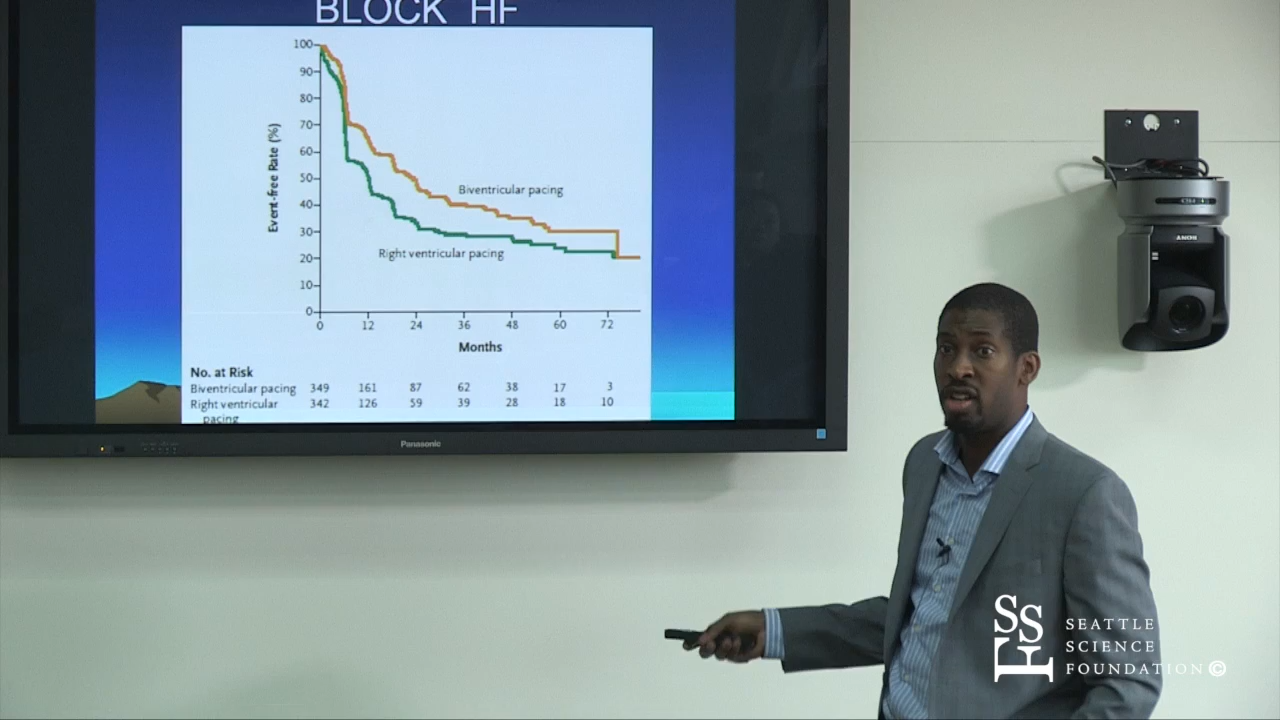 BLOCK HF
100
90
80
70
60
50
40
30
20
10
0
Event-free Rate (%)
Biventricular pacing
Right ventricular pacing
0 12 24 36 48 60 72
Months
No. at Risk
Biventricular pacing 349 161 87 62 38 17 3
Right ventricular 342 126 59 39 28 18 10
pacing
Panasonic
SONY
SSF
SEATTLE
SCIENCE
FOUNDATION©